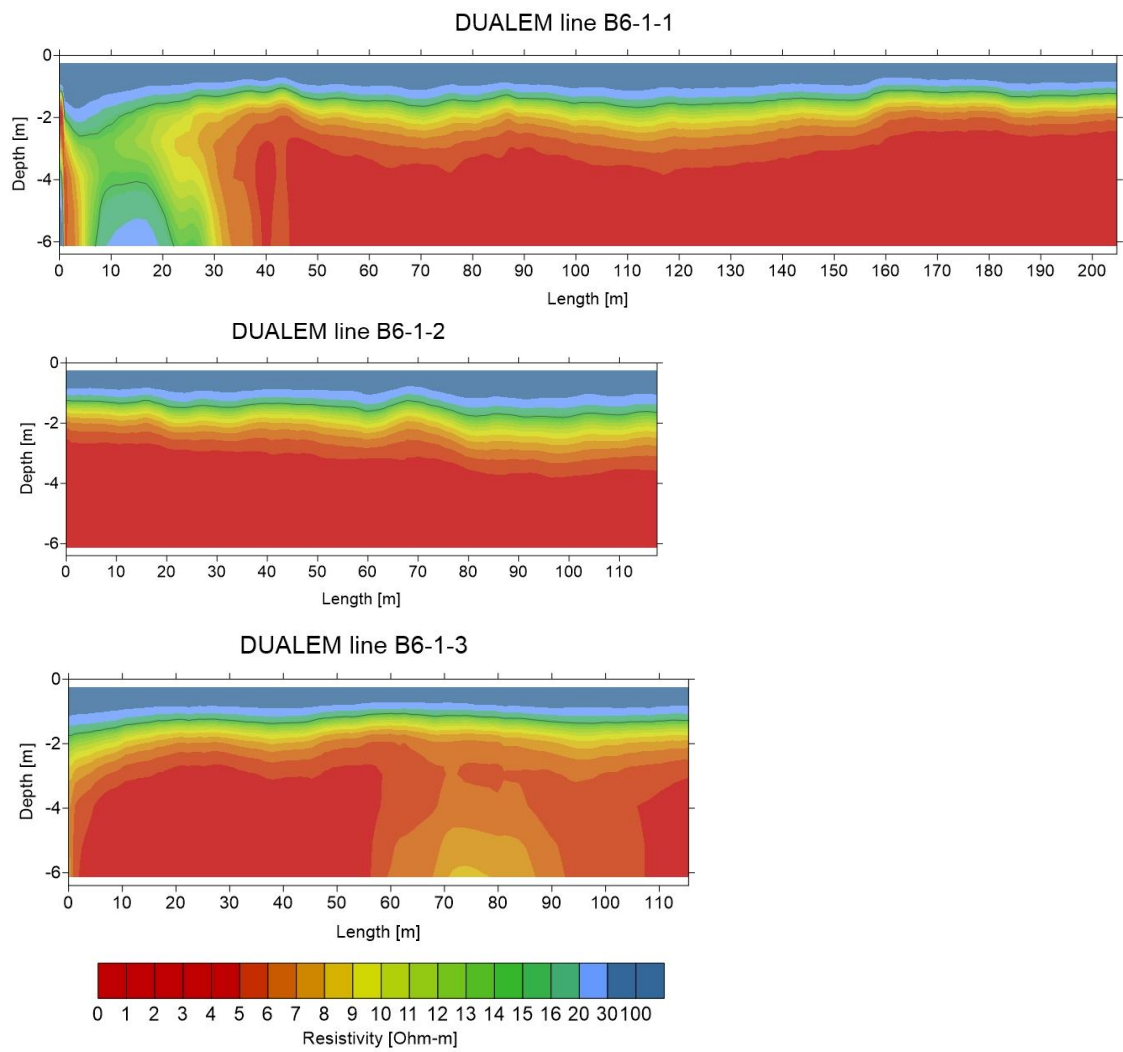 DUALEM line B6-1-1
0
-2
-4
-6
Depth [m]
0 10 20 30 40 50 60 70 80 90 100 110 120 130 140 150 160 170 180 190 200
Length [m]
DUALEM line B6-1-2
0
-2
-4
-6
Depth [m]
0 10 20 30 40 50 60 70 80 90 100 110
Length [m]
DUALEM line B6-1-3
0
-2
-4
-6
Depth [m]
0 10 20 30 40 50 60 70 80 90 100 110
Length [m]
0 1 2 3 4 5 6 7 8 9 10 11 12 13 14 15 16 20 30 100
Resistivity [Ohm-m]